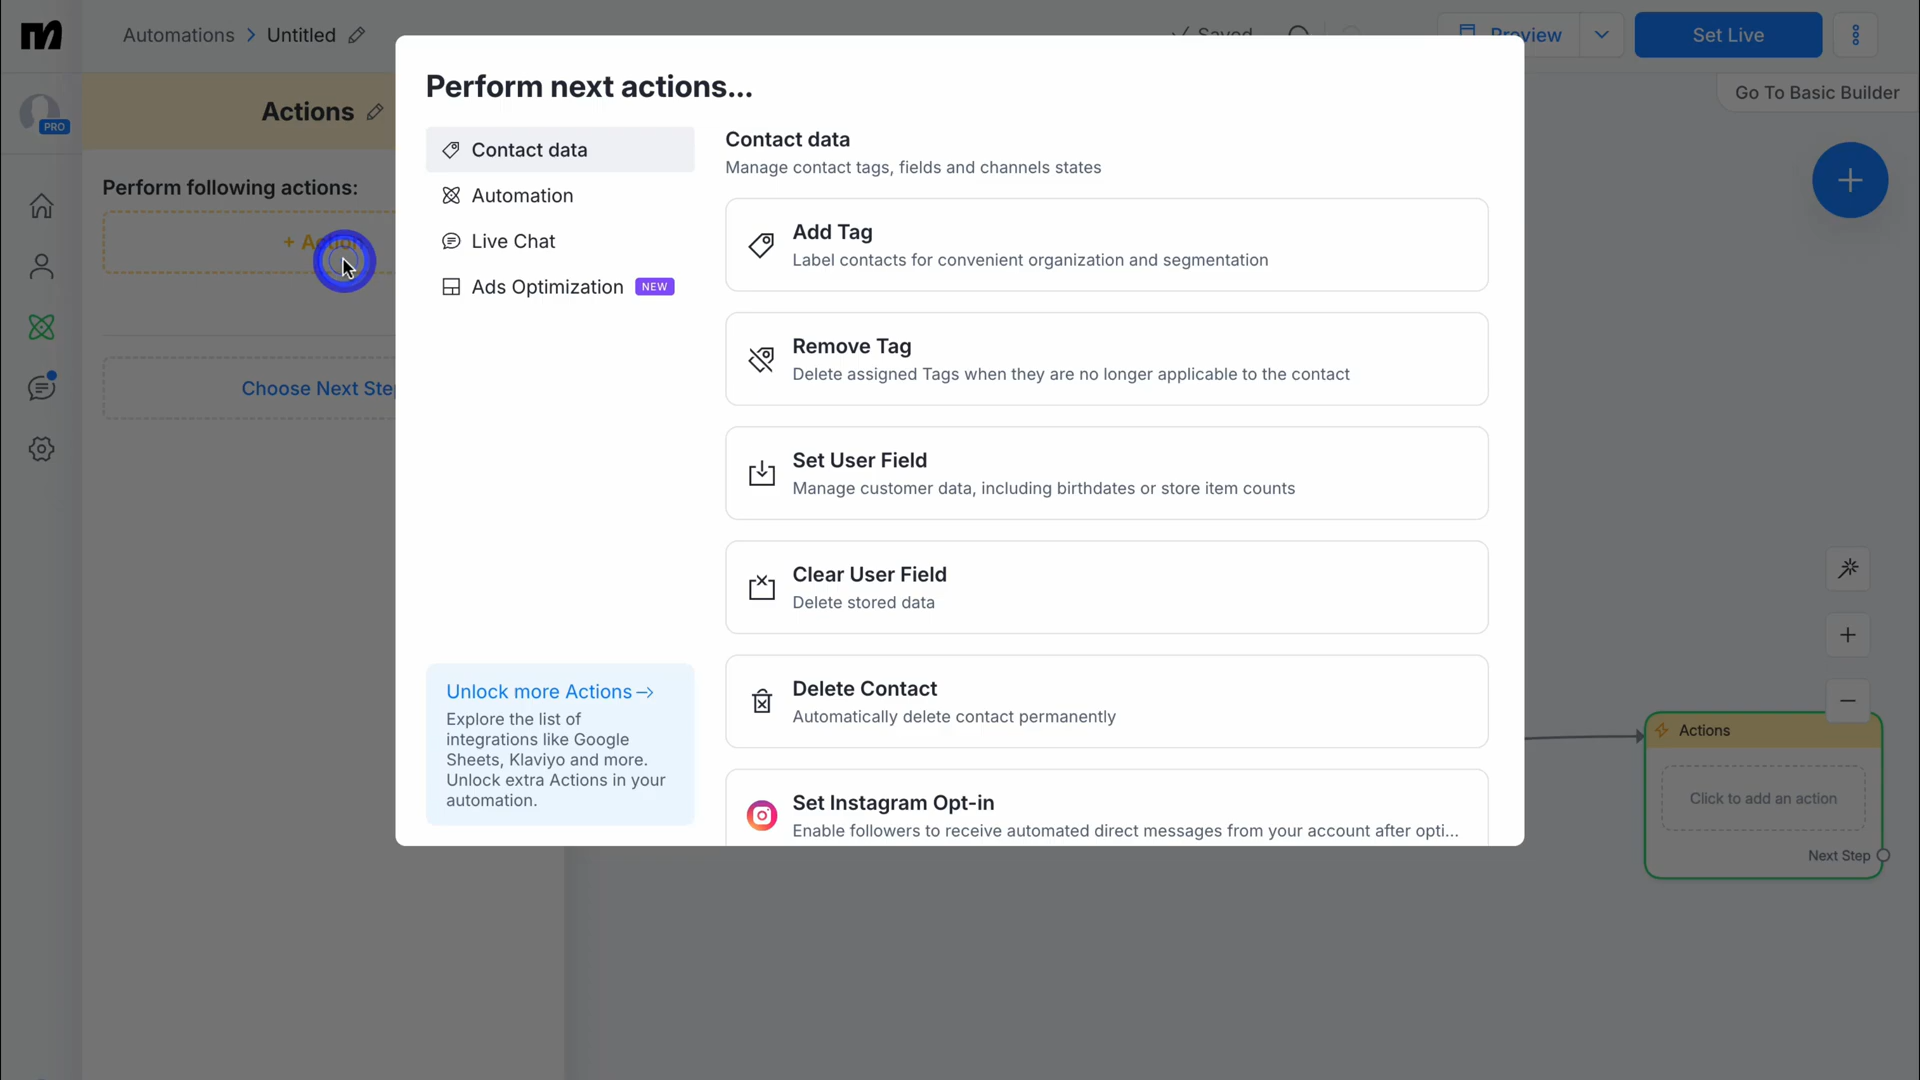 Automations > Untitled
Saved
Preview
Set Live
PRO
Actions
Go To Basic Builder
Perform following actions:
+ Action
Choose Next Step
Perform next actions...
Contact data
Automation
Live Chat
Ads Optimization NEW
Unlock more Actions →
Explore the list of
integrations like Google
Sheets, Klaviyo and more.
Unlock extra Actions in your
automation.
Contact data
Manage contact tags, fields and channels states
Add Tag
Label contacts for convenient organization and segmentation
Remove Tag
Delete assigned Tags when they are no longer applicable to the contact
Set User Field
Manage customer data, including birthdates or store item counts
Clear User Field
Delete stored data
Delete Contact
Automatically delete contact permanently
Set Instagram Opt-in
Enable followers to receive automated direct messages from your account after opti...
Actions
Click to add an action
Next Step